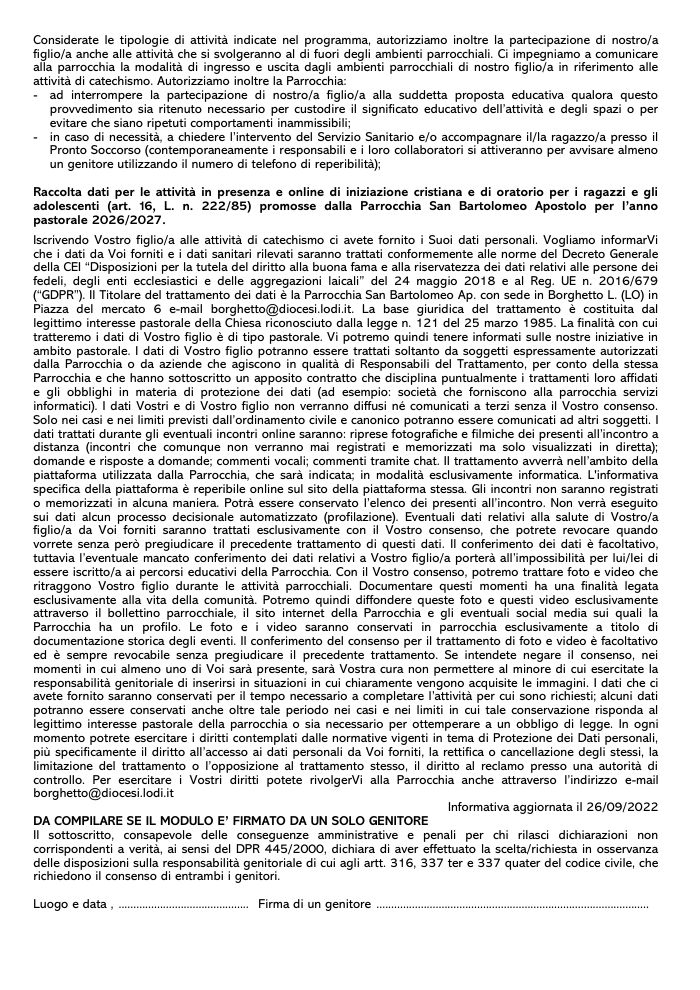 Considerate le tipologie di attività indicate nel programma, autorizziamo inoltre la partecipazione di nostro/a
figlio/a anche alle attività che si svolgeranno al di fuori degli ambienti parrocchiali. Ci impegniamo a comunicare
alla parrocchia la modalità di ingresso e uscita dagli ambienti parrocchiali di nostro figlio/a in riferimento alle
attività di catechismo. Autorizziamo inoltre la Parrocchia:
- ad interrompere la partecipazione di nostro/a figlio/a alla suddetta proposta educativa qualora questo
provvedimento sia ritenuto necessario per custodire il significato educativo dell’attività e degli spazi o per
evitare che siano ripetuti comportamenti inammissibili;
- in caso di necessità, a chiedere l’intervento del Servizio Sanitario e/o accompagnare il/la ragazzo/a presso il
Pronto Soccorso (contemporaneamente i responsabili e i loro collaboratori si attiveranno per avvisare almeno
un genitore utilizzando il numero di telefono di reperibilità);
Raccolta dati per le attività in presenza e online di iniziazione cristiana e di oratorio per i ragazzi e gli
adolescenti (art. 16, L. n. 222/85) promosse dalla Parrocchia San Bartolomeo Apostolo per l’anno
pastorale 2026/2027.
Iscrivendo Vostro figlio/a alle attività di catechismo ci avete fornito i Suoi dati personali. Vogliamo informarVi
che i dati da Voi forniti e i dati sanitari rilevati saranno trattati conformemente alle norme del Decreto Generale
della CEI “Disposizioni per la tutela del diritto alla buona fama e alla riservatezza dei dati relativi alle persone dei
fedeli, degli enti ecclesiastici e delle aggregazioni laicali” del 24 maggio 2018 e al Reg. UE n. 2016/679
(“GDPR”). Il Titolare del trattamento dei dati è la Parrocchia San Bartolomeo Ap. con sede in Borghetto L. (LO) in
Piazza del mercato 6 e-mail borghetto@diocesi.lodi.it. La base giuridica del trattamento è costituita dal
legittimo interesse pastorale della Chiesa riconosciuto dalla legge n. 121 del 25 marzo 1985. La finalità con cui
tratteremo i dati di Vostro figlio è di tipo pastorale. Vi potremo quindi tenere informati sulle nostre iniziative in
ambito pastorale. I dati di Vostro figlio potranno essere trattati soltanto da soggetti espressamente autorizzati
dalla Parrocchia o da aziende che agiscono in qualità di Responsabili del Trattamento, per conto della stessa
Parrocchia e che hanno sottoscritto un apposito contratto che disciplina puntualmente i trattamenti loro affidati
e gli obblighi in materia di protezione dei dati (ad esempio: società che forniscono alla parrocchia servizi
informatici). I dati Vostri e di Vostro figlio non verranno diffusi né comunicati a terzi senza il Vostro consenso.
Solo nei casi e nei limiti previsti dall’ordinamento civile e canonico potranno essere comunicati ad altri soggetti. I
dati trattati durante gli eventuali incontri online saranno: riprese fotografiche e filmiche dei presenti all’incontro a
distanza (incontri che comunque non verranno mai registrati e memorizzati ma solo visualizzati in diretta);
domande e risposte a domande; commenti vocali; commenti tramite chat. Il trattamento avverrà nell’ambito della
piattaforma utilizzata dalla Parrocchia, che sarà indicata; in modalità esclusivamente informatica. L’informativa
specifica della piattaforma è reperibile online sul sito della piattaforma stessa. Gli incontri non saranno registrati
o memorizzati in alcuna maniera. Potrà essere conservato l’elenco dei presenti all’incontro. Non verrà eseguito
sui dati alcun processo decisionale automatizzato (profilazione). Eventuali dati relativi alla salute di Vostro/a
figlio/a da Voi forniti saranno trattati esclusivamente con il Vostro consenso, che potrete revocare quando
vorrete senza però pregiudicare il precedente trattamento di questi dati. Il conferimento dei dati è facoltativo,
tuttavia l’eventuale mancato conferimento dei dati relativi a Vostro figlio/a porterà all’impossibilità per lui/lei di
essere iscritto/a ai percorsi educativi della Parrocchia. Con il Vostro consenso, potremo trattare foto e video che
ritraggono Vostro figlio durante le attività parrocchiali. Documentare questi momenti ha una finalità legata
esclusivamente alla vita della comunità. Potremo quindi diffondere queste foto e questi video esclusivamente
attraverso il bollettino parrocchiale, il sito internet della Parrocchia e gli eventuali social media sui quali la
Parrocchia ha un profilo. Le foto e i video saranno conservati in parrocchia esclusivamente a titolo di
documentazione storica degli eventi. Il conferimento del consenso per il trattamento di foto e video è facoltativo
ed è sempre revocabile senza pregiudicare il precedente trattamento. Se intendete negare il consenso, nei
momenti in cui almeno uno di Voi sarà presente, sarà Vostra cura non permettere al minore di cui esercitate la
responsabilità genitoriale di inserirsi in situazioni in cui chiaramente vengono acquisite le immagini. I dati che ci
avete fornito saranno conservati per il tempo necessario a completare l’attività per cui sono richiesti; alcuni dati
potranno essere conservati anche oltre tale periodo nei casi e nei limiti in cui tale conservazione risponda al
legittimo interesse pastorale della parrocchia o sia necessario per ottemperare a un obbligo di legge. In ogni
momento potrete esercitare i diritti contemplati dalle normative vigenti in tema di Protezione dei Dati personali,
più specificamente il diritto all’accesso ai dati personali da Voi forniti, la rettifica o cancellazione degli stessi, la
limitazione del trattamento o l’opposizione al trattamento stesso, il diritto al reclamo presso una autorità di
controllo. Per esercitare i Vostri diritti potete rivolgerVi alla Parrocchia anche attraverso l’indirizzo e-mail
borghetto@diocesi.lodi.it
Informativa aggiornata il 26/09/2022
DA COMPILARE SE IL MODULO E’ FIRMATO DA UN SOLO GENITORE
Il sottoscritto, consapevole delle conseguenze amministrative e penali per chi rilasci dichiarazioni non
corrispondenti a verità, ai sensi del DPR 445/2000, dichiara di aver effettuato la scelta/richiesta in osservanza
delle disposizioni sulla responsabilità genitoriale di cui agli artt. 316, 337 ter e 337 quater del codice civile, che
richiedono il consenso di entrambi i genitori.
Luogo e data , ............................................ Firma di un genitore ............................................................................................